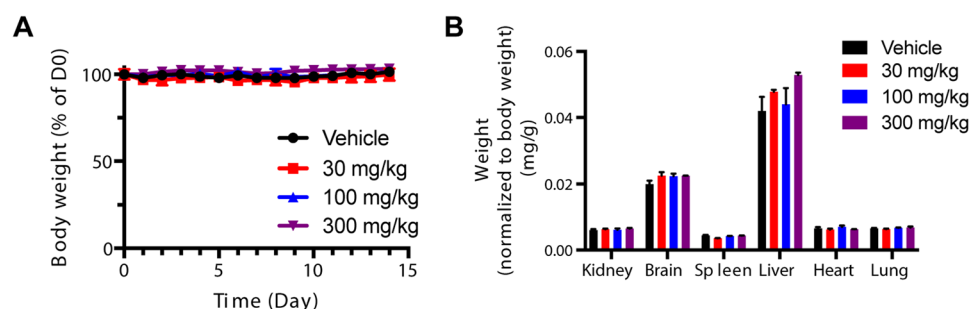 A
Body weight (% of D0)
100
50
0
Vehicle
30 mg/kg
100 mg/kg
300 mg/kg
0
5
10
15
Time (Day)
B
Weight
(normalized to body weight)
(mg/g)
0.06
0.04
0.02
0.00
Vehicle
30 mg/kg
100 mg/kg
300 mg/kg
Kidney
Brain
Spleen
Liver
Heart
Lung